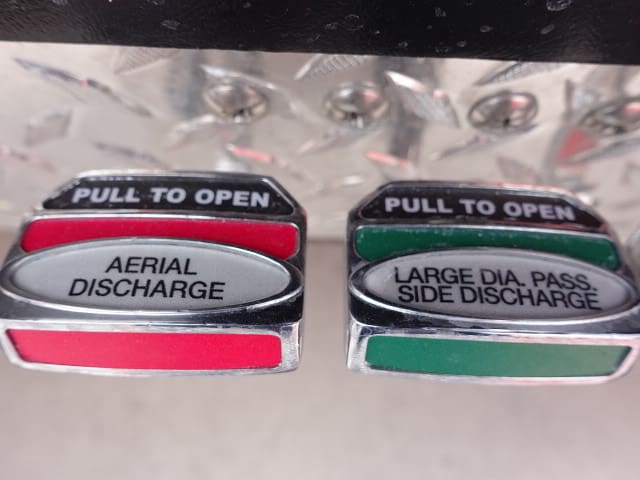 PULL TO OPEN
AERIAL
DISCHARGE
PULL TO OPEN
LARGE DIA. PASS.
SIDE DISCHARGE